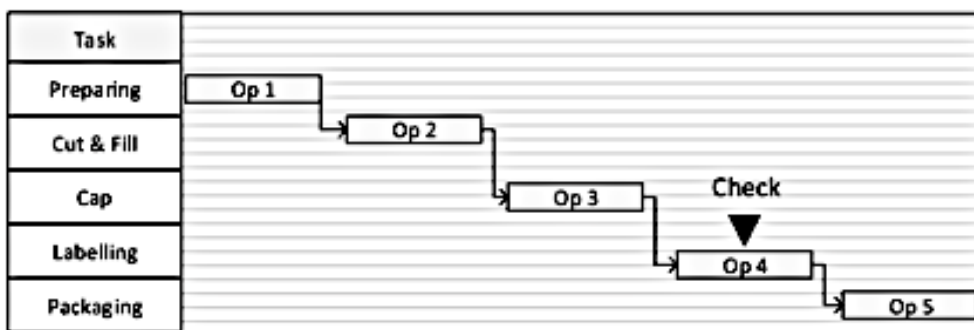 Task
Preparing Op 1
Cut & Fill Op 2
Cap Op 3 Check
Labelling Op 4
Packaging Op 5